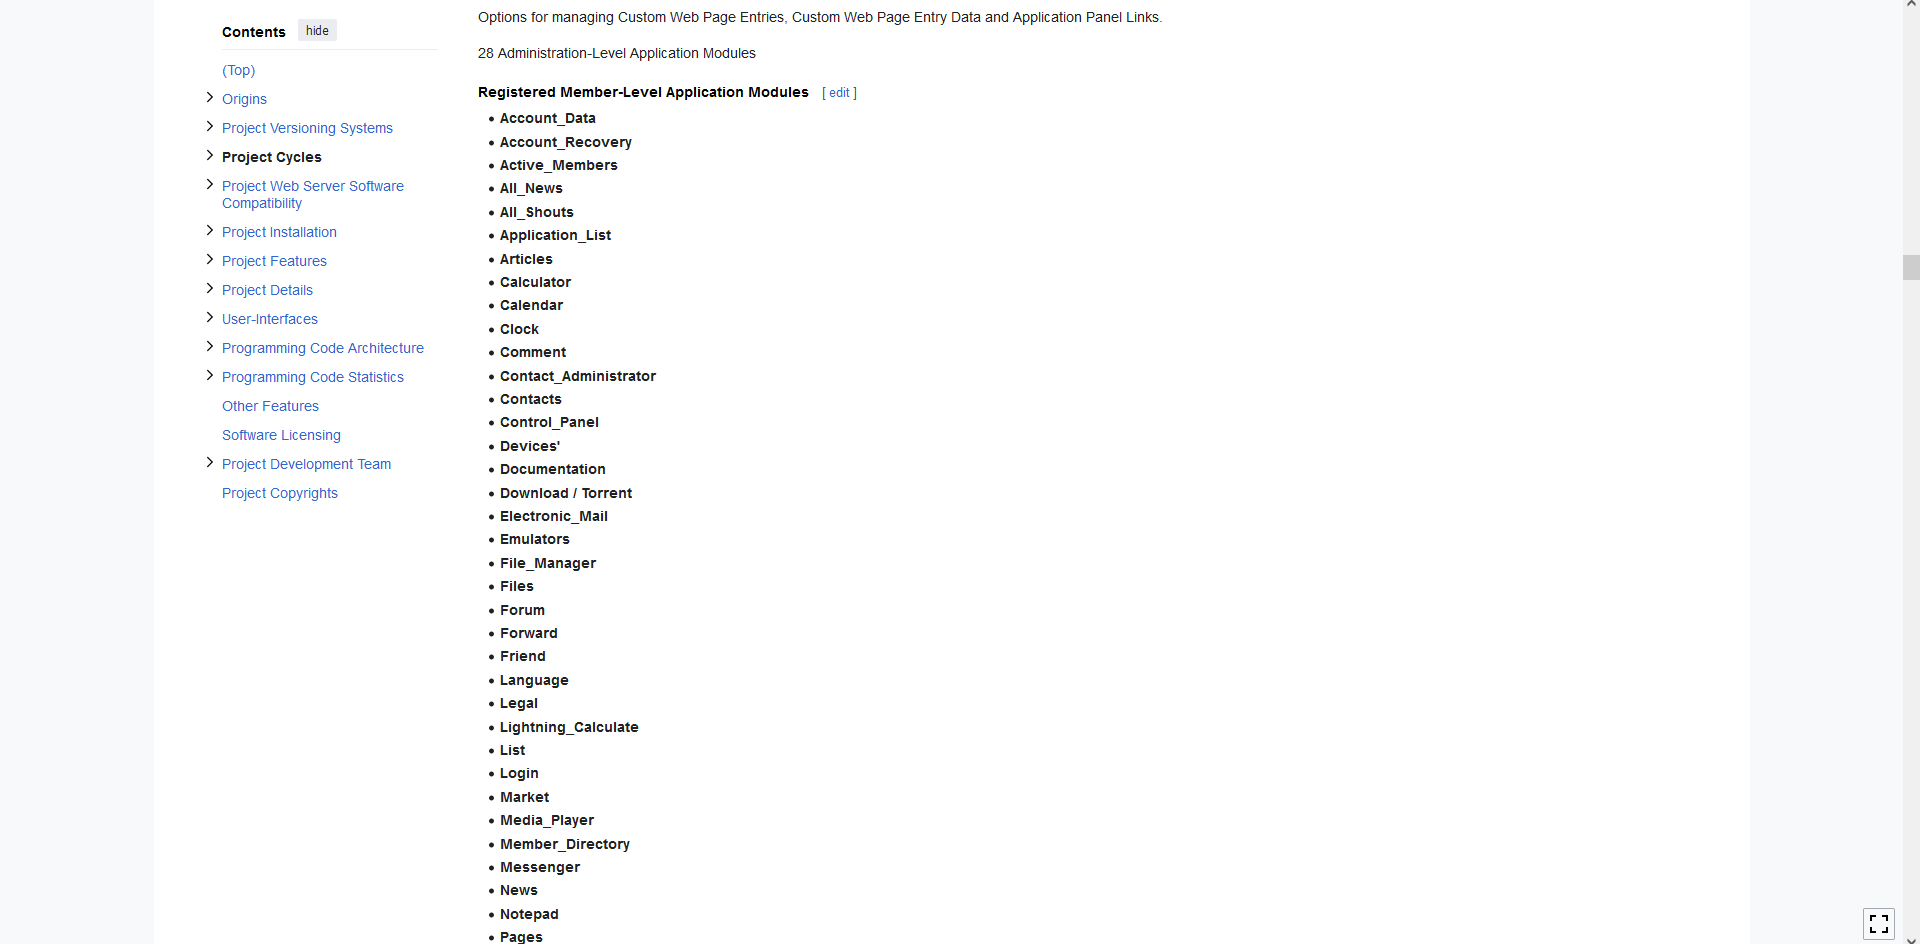 Contents hide
(Top)
Origins
Project Versioning Systems
Project Cycles
Project Web Server Software
Compatibility
Project Installation
Project Features
Project Details
User-Interfaces
Programming Code Architecture
Programming Code Statistics
Other Features
Software Licensing
Project Development Team
Project Copyrights
Options for managing Custom Web Page Entries, Custom Web Page Entry Data and Application Panel Links.
28 Administration-Level Application Modules
Registered Member-Level Application Modules [ edit ]
• Account_Data
• Account_Recovery
• Active_Members
• All_News
• All_Shouts
• Application_List
• Articles
• Calculator
• Calendar
• Clock
• Comment
• Contact_Administrator
• Contacts
• Control_Panel
• Devices'
• Documentation
• Download / Torrent
• Electronic_Mail
• Emulators
• File_Manager
• Files
• Forum
• Forward
• Friend
• Language
• Legal
• Lightning_Calculate
• List
• Login
• Market
• Media_Player
• Member_Directory
• Messenger
• News
• Notepad
• Pages